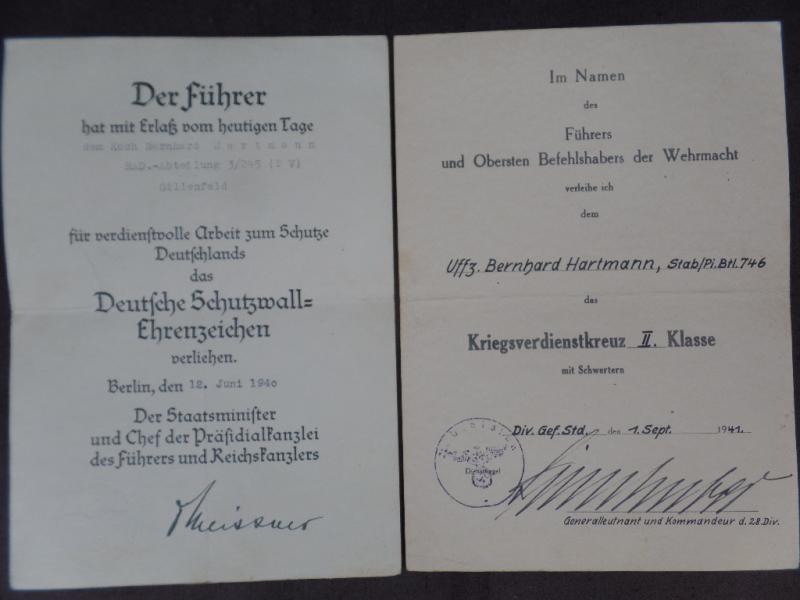 Der Führer
hat mit Erlaß vom heutigen Tage
dem Koch Bernhard Hartmann
RAD.-Abteilung 3/245 (T V)
Gillenfeld
für verdienstvolle Arbeit zum Schutze
Deutschlands
das
Deutsche Schutzwall=
Ehrenzeichen
verliehen.
Berlin, den 12. Juni 1940
Der Staatsminister
und Chef der Präsidialkanzlei
des Führers und Reichskanzlers
Meissner
Im Namen
des
Führers
und Obersten Befehlshabers der Wehrmacht
verleihe ich
dem
Uffz. Bernhard Hartmann, Stab/Pi.Btl.746
das
Kriegsverdienstkreuz II. Klasse
mit Schwertern
Div. Gef. Std. den 1. Sept. 1941.
Dienstsiegel
Generalleutnant und Kommandeur d. 28. Div.